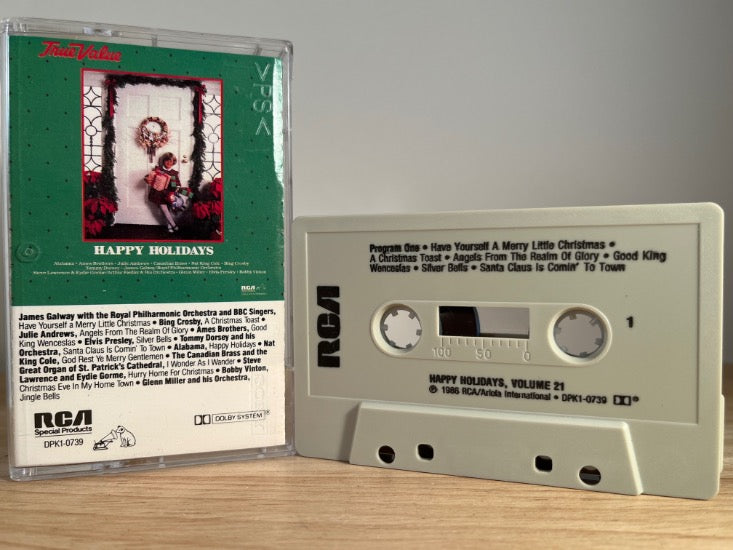 True Value
HAPPY HOLIDAYS
Alabama • Ames Brothers • Julie Andrews • Canadian Brass • Nat King Cole • Bing Crosby
Tommy Dorsey • James Galway/Royal Philharmonic Orchestra
Steve Lawrence & Eydie Gorme/Arthur Fiedler & His Orchestra • Glenn Miller • Elvis Presley • Bobby Vinton
James Galway with the Royal Philharmonic Orchestra and BBC Singers,
Have Yourself a Merry Little Christmas • Bing Crosby, A Christmas Toast •
Julie Andrews, Angels From The Realm Of Glory • Ames Brothers, Good
King Wenceslas • Elvis Presley, Silver Bells • Tommy Dorsey and his
Orchestra, Santa Claus Is Comin' To Town • Alabama, Happy Holidays • Nat
King Cole, God Rest Ye Merry Gentlemen • The Canadian Brass and the
Great Organ of St. Patrick's Cathedral, I Wonder As I Wander • Steve
Lawrence and Eydie Gorme, Hurry Home For Christmas • Bobby Vinton,
Christmas Eve In My Home Town • Glenn Miller and his Orchestra,
Jingle Bells
RCA
Special Products
DPK1-0739
DOLBY SYSTEM®
Program One • Have Yourself A Merry Little Christmas •
A Christmas Toast • Angels From The Realm Of Glory • Good King
Wenceslas • Silver Bells • Santa Claus Is Comin' To Town
RCA
1
100 50 0
HAPPY HOLIDAYS, VOLUME 21
℗ 1986 RCA/Ariola International • DPK1-0739